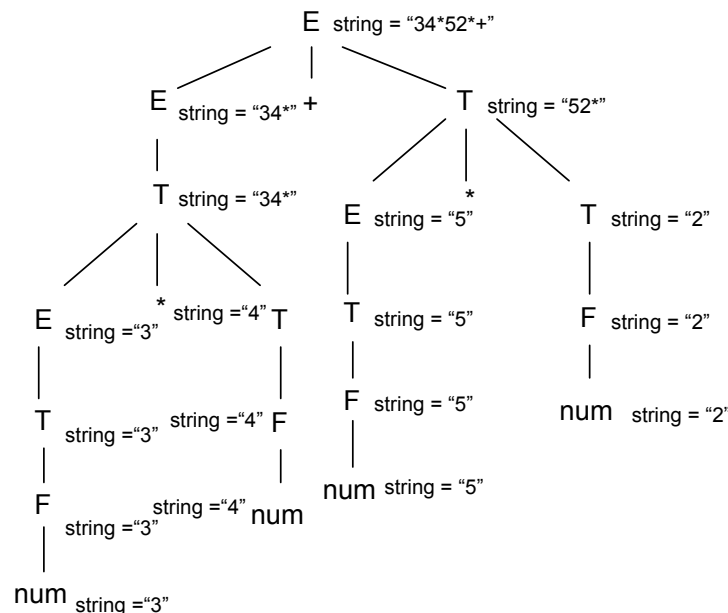 E string = “34*52*+”
E string = “34*” + T string = “52*”
T string = “34*” E string = “5” * T string = “2”
E string =“3” * string =“4” T T string = “5” F string = “2”
T string =“3” string =“4” F F string = “5” num string = “2”
F string =“3” string =“4” num num string = “5”
num string =“3”